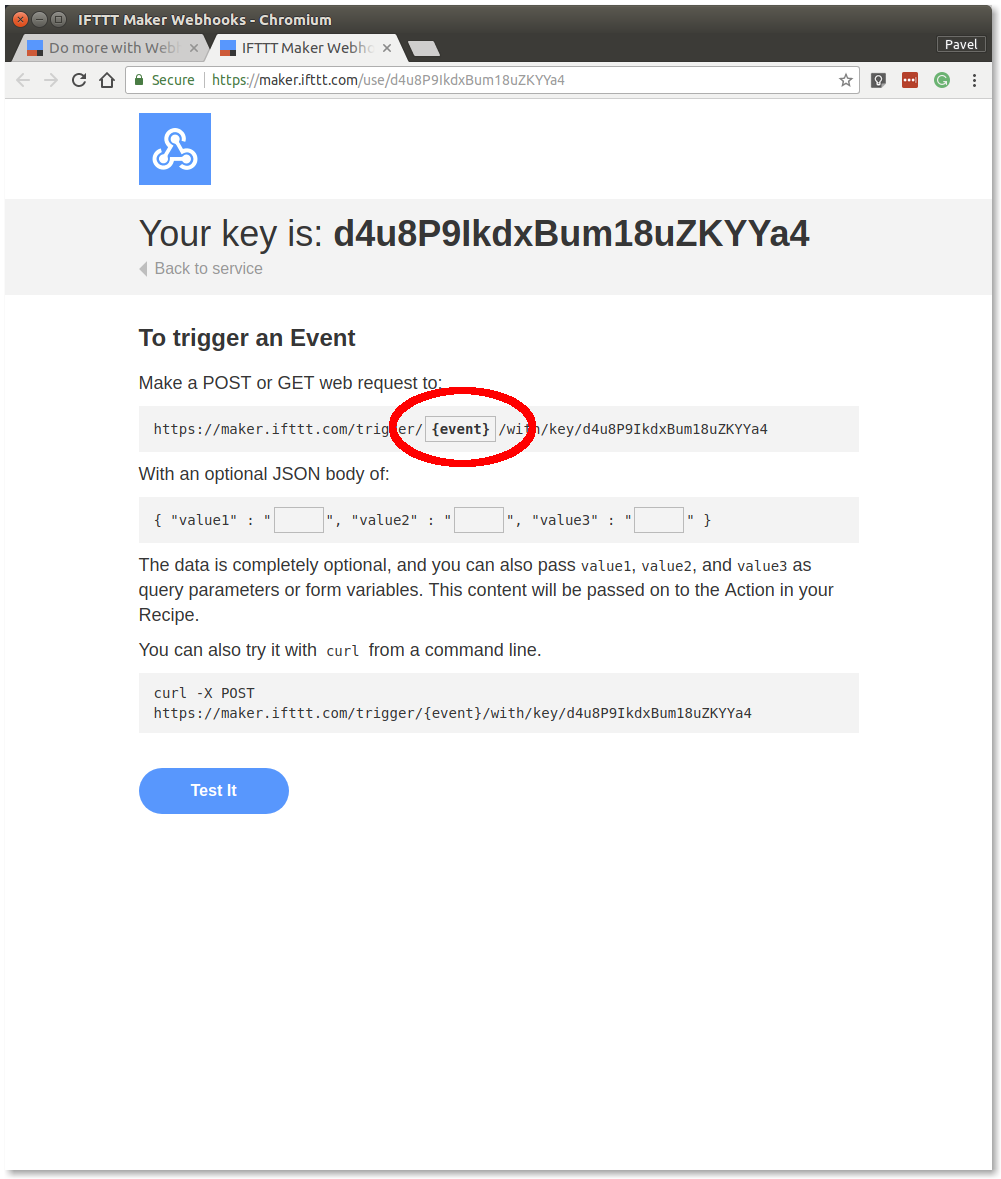 IFTTT Maker Webhooks - Chromium
Do more with Web
IFTTT Maker Webho
Pavel
Secure https://maker.ifttt.com/use/d4u8P9IkdxBum18uZKYYa4
Your key is: d4u8P9IkdxBum18uZKYYa4
Back to service
To trigger an Event
Make a POST or GET web request to:
https://maker.ifttt.com/trigger/ {event} /with/key/d4u8P9IkdxBum18uZKYYa4
With an optional JSON body of:
{ "value1" : " ", "value2" : " ", "value3" : " " }
The data is completely optional, and you can also pass value1, value2, and value3 as
query parameters or form variables. This content will be passed on to the Action in your
Recipe.
You can also try it with curl from a command line.
curl -X POST
https://maker.ifttt.com/trigger/{event}/with/key/d4u8P9IkdxBum18uZKYYa4
Test It